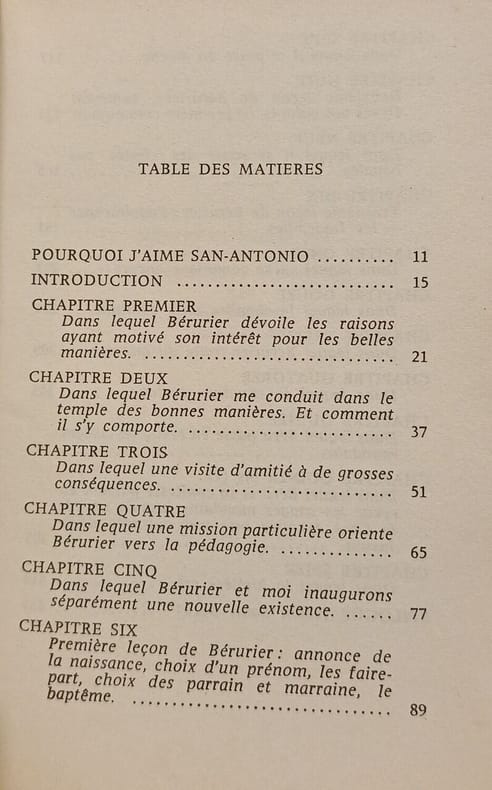 TABLE DES MATIERES
POURQUOI J'AIME SAN-ANTONIO .......... 11
INTRODUCTION ............................ 15
CHAPITRE PREMIER
Dans lequel Bérurier dévoile les raisons
ayant motivé son intérêt pour les belles
manières. ................................ 21
CHAPITRE DEUX
Dans lequel Bérurier me conduit dans le
temple des bonnes manières. Et comment
il s'y comporte. .......................... 37
CHAPITRE TROIS
Dans lequel une visite d'amitié à de grosses
conséquences. ............................. 51
CHAPITRE QUATRE
Dans lequel une mission particulière oriente
Bérurier vers la pédagogie. .............. 65
CHAPITRE CINQ
Dans lequel Bérurier et moi inaugurons
séparément une nouvelle existence. ...... 77
CHAPITRE SIX
Première leçon de Bérurier : annonce de
la naissance, choix d'un prénom, les faire-
part, choix des parrain et marraine, le
baptême. ................................. 89